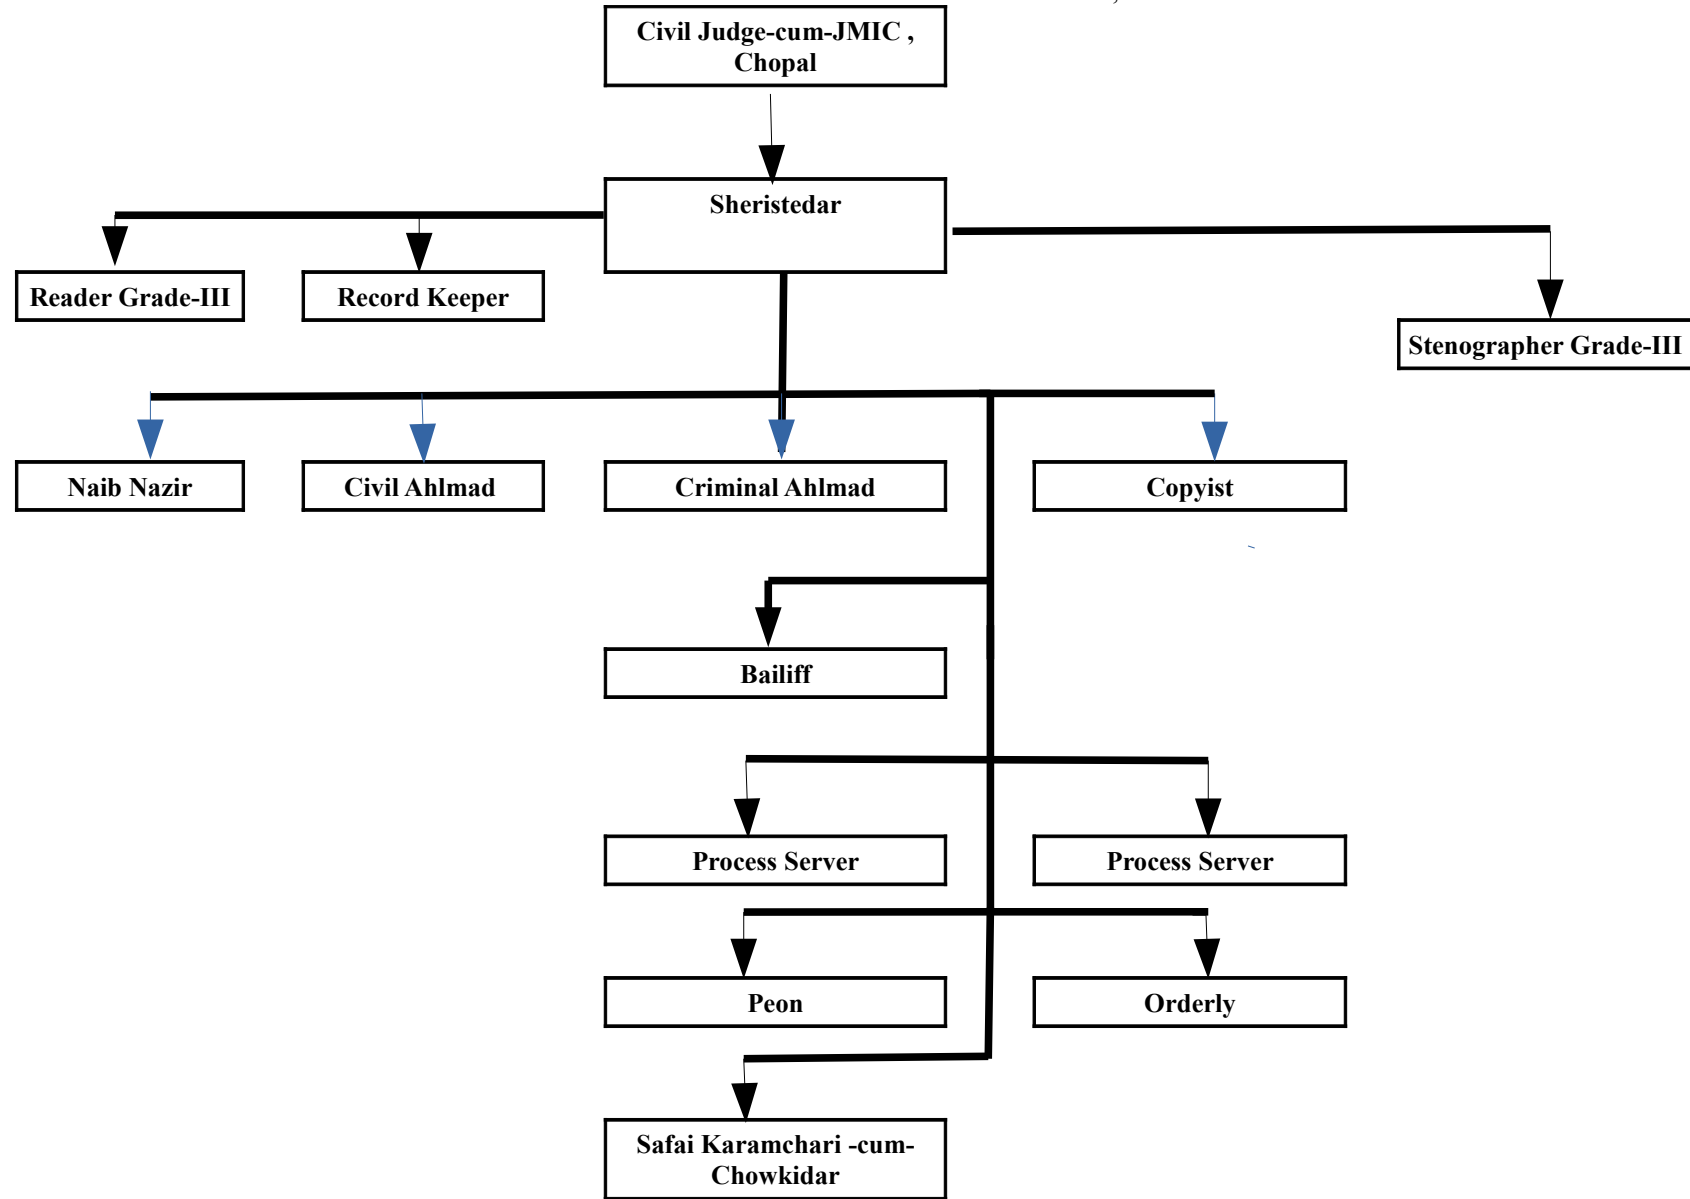 Civil Judge-cum-JMIC ,
Chopal
Sheristedar
Reader Grade-III
Record Keeper
Stenographer Grade-III
Naib Nazir
Civil Ahlmad
Criminal Ahlmad
Copyist
Bailiff
Process Server
Process Server
Peon
Orderly
Safai Karamchari -cum-
Chowkidar